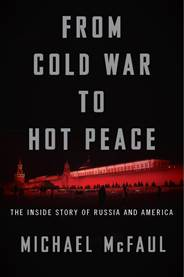 FROM
COLD WAR
TO
HOT PEACE
THE INSIDE STORY OF RUSSIA AND AMERICA
MICHAEL McFAUL